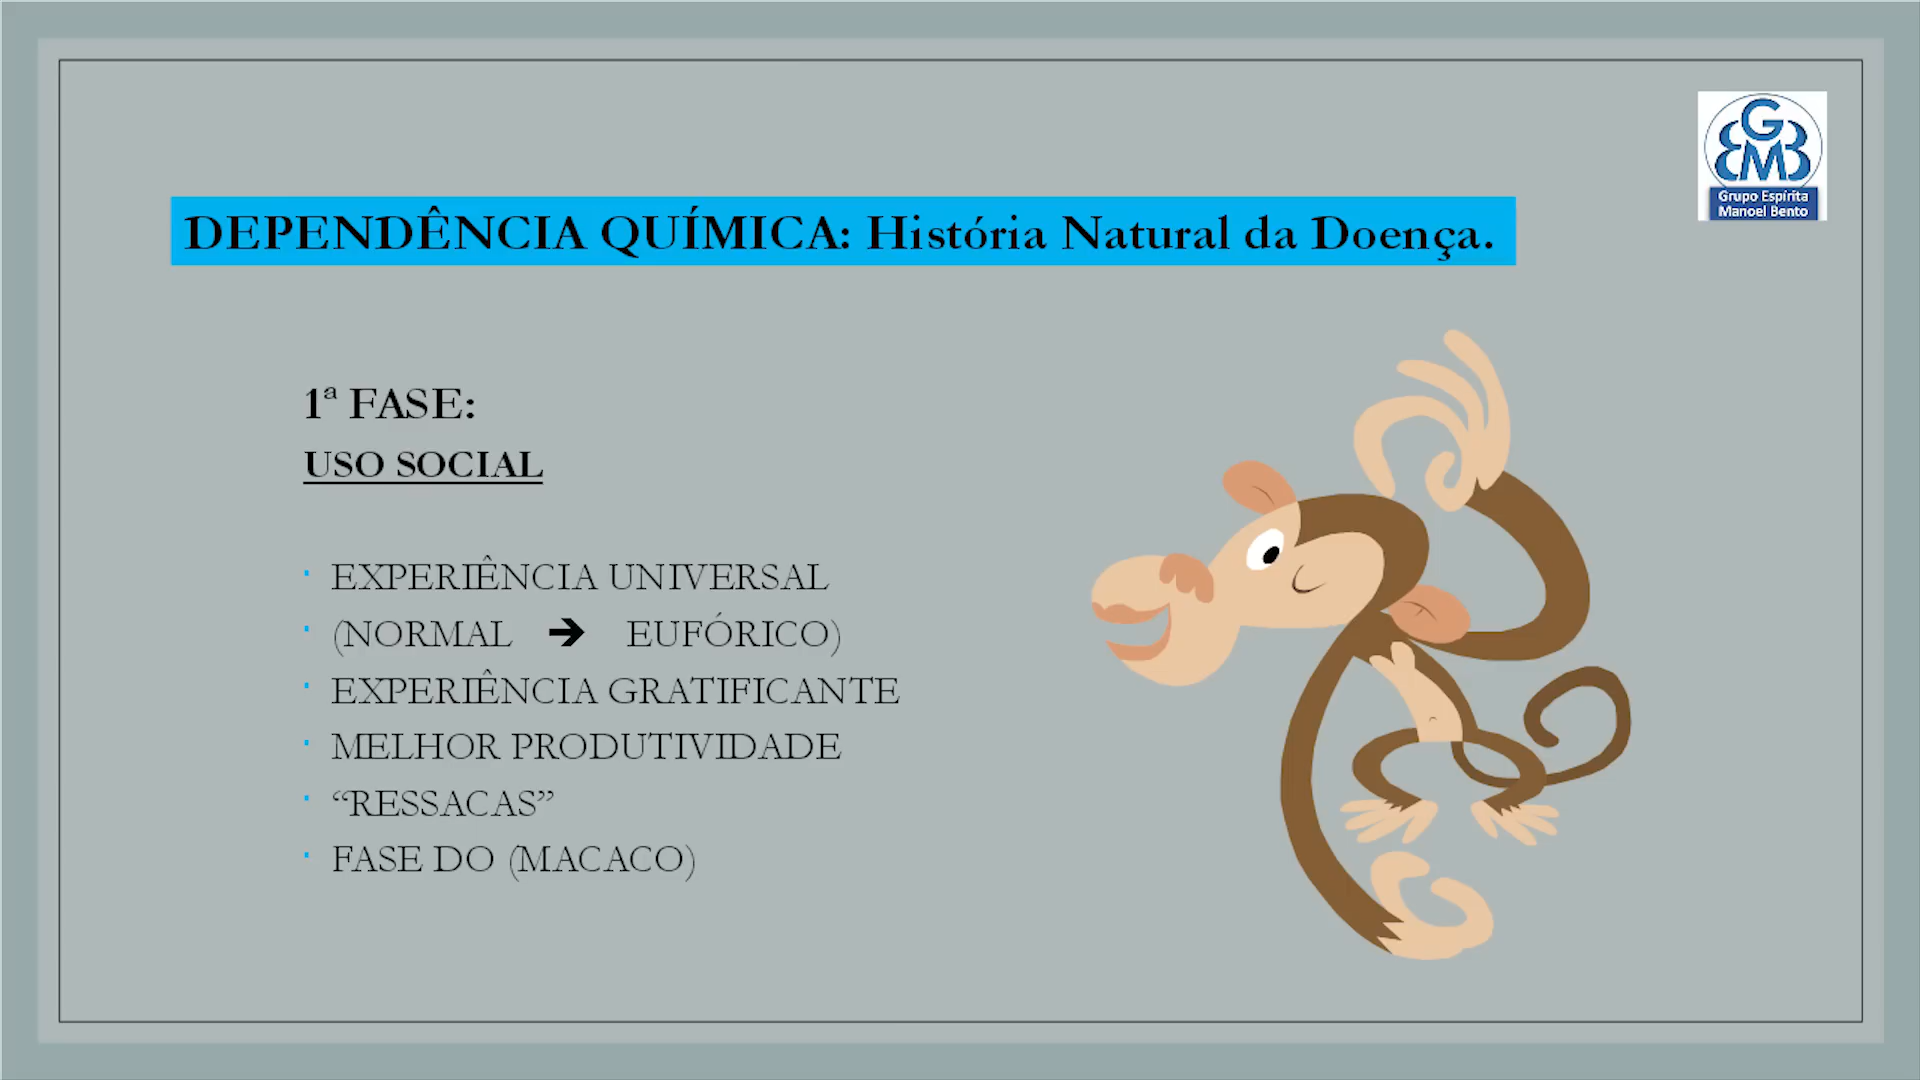 GEMB
Grupo Espírita
Manoel Bento
DEPENDÊNCIA QUÍMICA: História Natural da Doença.
1ª FASE:
USO SOCIAL
EXPERIÊNCIA UNIVERSAL
(NORMAL ➔ EUFÓRICO)
EXPERIÊNCIA GRATIFICANTE
MELHOR PRODUTIVIDADE
“RESSACAS”
FASE DO (MACACO)